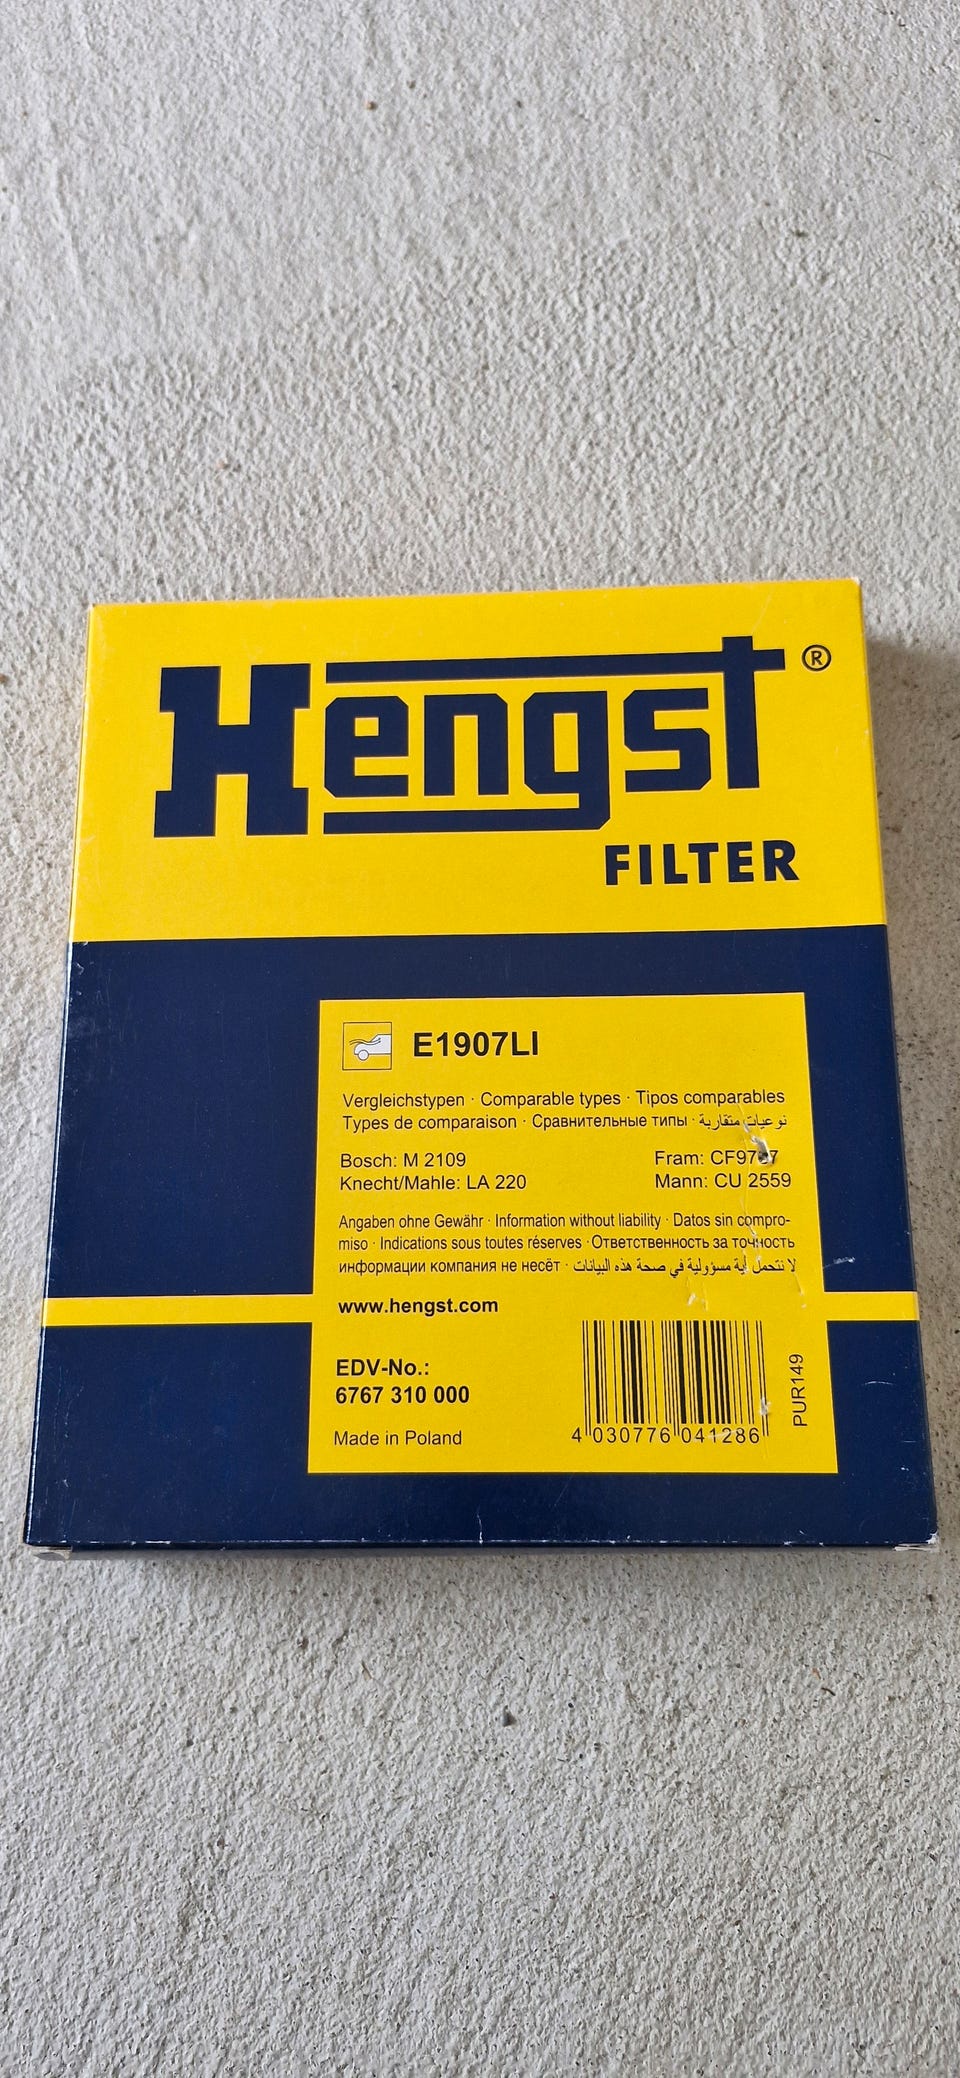 Hengst®
FILTER
E1907LI
Vergleichstypen · Comparable types · Tipos comparables
Types de comparaison · Сравнительные типы · نوعيات متقاربة
Bosch: M 2109
Fram:
Knecht/Mahle: LA 220
Mann: CU 2559
Angaben ohne Gewähr · Information without liability · Datos sin compro-
miso · Indications sous toutes réserves · Ответственность за точность
информации компания не несёт · لا نتحمل أية مسؤولية في صحة هذه البيانات
www.hengst.com
EDV-No.:
6767 310 000
Made in Poland
4 030776 041286
PUR149